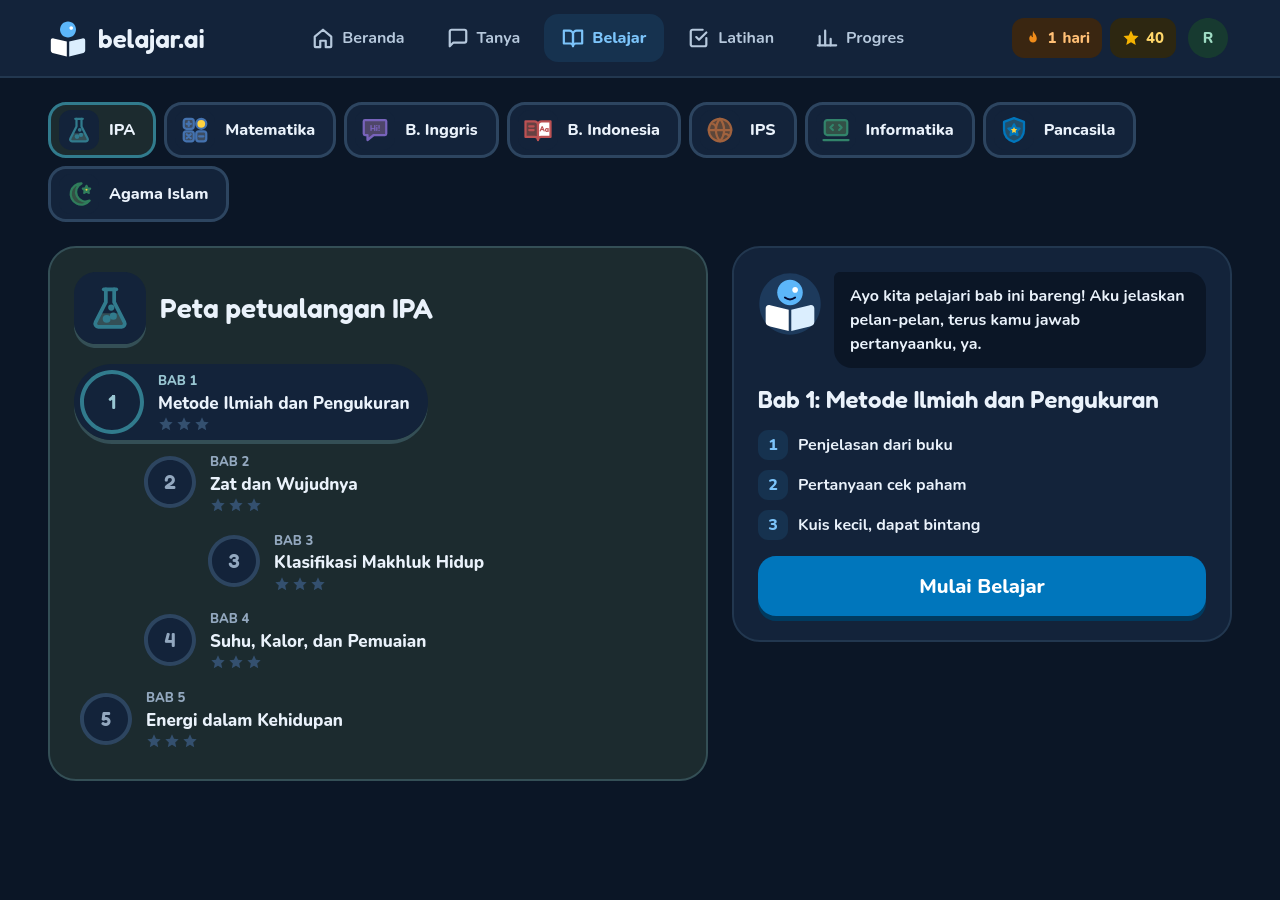 belajar.ai
Beranda
Tanya
Belajar
Latihan
Progres
1 hari
40
R
IPA
Matematika
Hi!
B. Inggris
Aa
B. Indonesia
IPS
Informatika
Pancasila
Agama Islam
Peta petualangan IPA
1
BAB 1
Metode Ilmiah dan Pengukuran
2
BAB 2
Zat dan Wujudnya
3
BAB 3
Klasifikasi Makhluk Hidup
4
BAB 4
Suhu, Kalor, dan Pemuaian
5
BAB 5
Energi dalam Kehidupan
Ayo kita pelajari bab ini bareng! Aku jelaskan
pelan-pelan, terus kamu jawab
pertanyaanku, ya.
Bab 1: Metode Ilmiah dan Pengukuran
1 Penjelasan dari buku
2 Pertanyaan cek paham
3 Kuis kecil, dapat bintang
Mulai Belajar